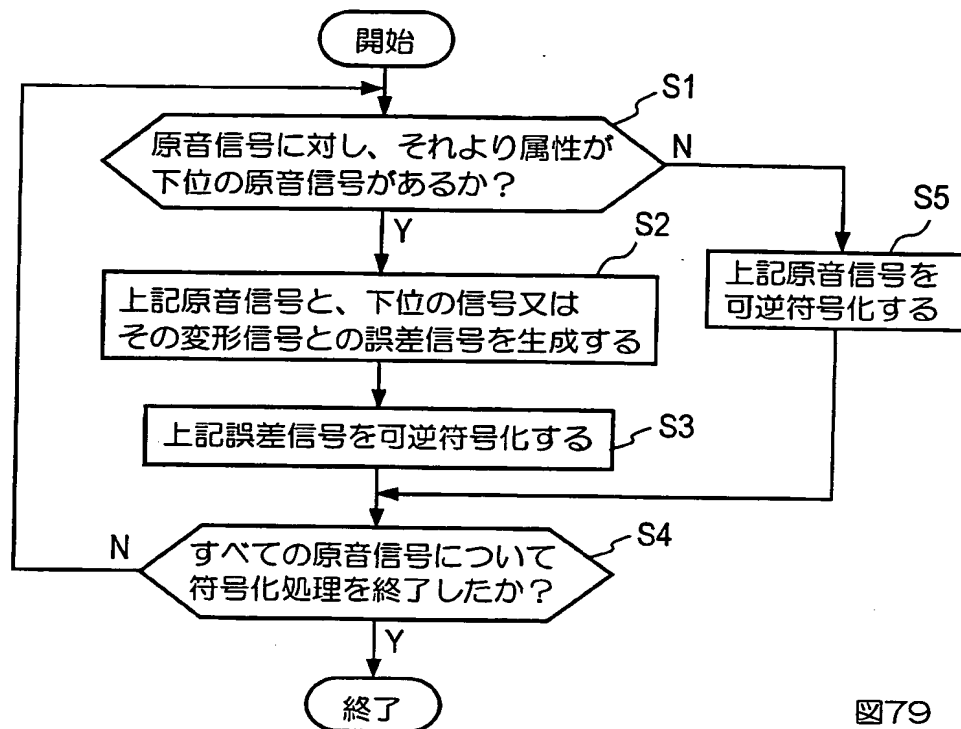 開始
S1
原音信号に対し、それより属性が
下位の原音信号があるか？
N
Y
S2
上記原音信号と、下位の信号又は
その変形信号との誤差信号を生成する
S5
上記原音信号を
可逆符号化する
上記誤差信号を可逆符号化する
S3
N
すべての原音信号について
符号化処理を終了したか？
S4
Y
終了
図79